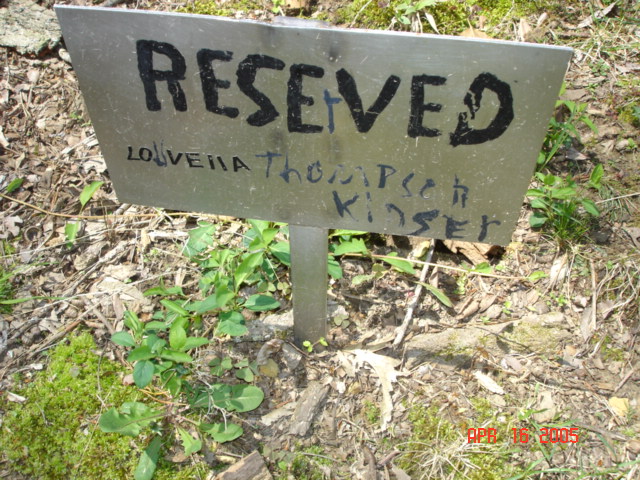 RESErVED
LOUVENA Thompson
Kinser
APR 16 2005